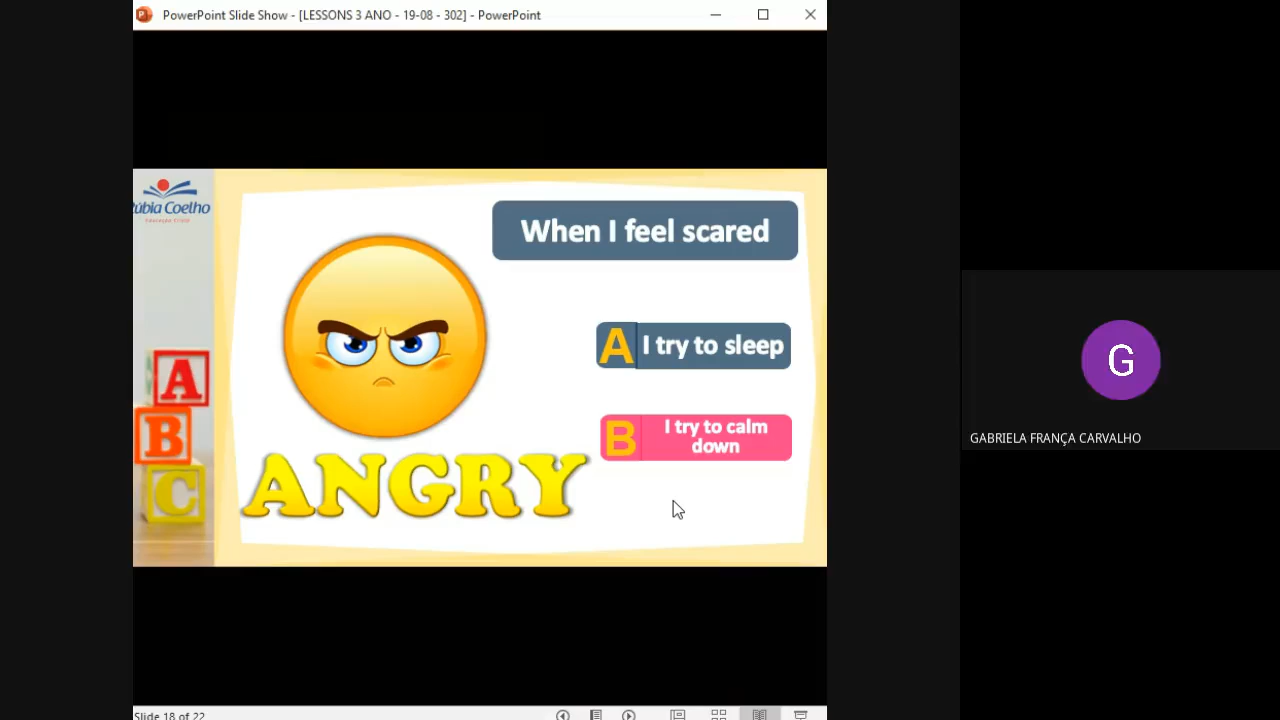 PowerPoint Slide Show - [LESSONS 3 ANO - 19-08 - 302] - PowerPoint
úbia Coelho
When I feel scared
A I try to sleep
B I try to calm
down
ANGRY
A
B
C
G
GABRIELA FRANÇA CARVALHO
Slide 18 of 22